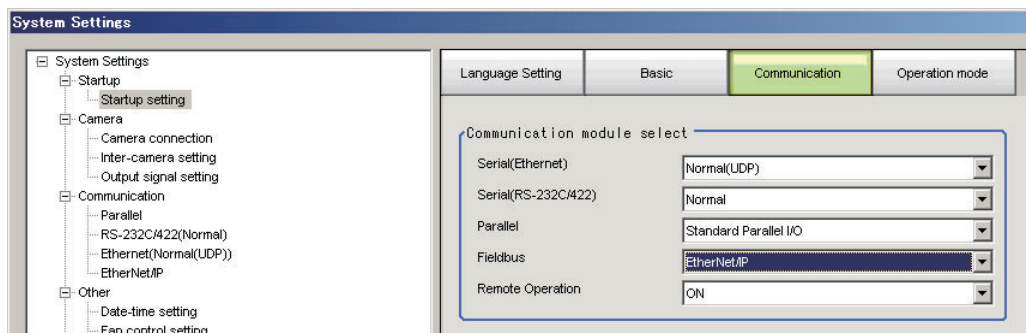 System Settings
System Settings
Startup
Startup setting
Camera
Camera connection
Inter-camera setting
Output signal setting
Communication
Parallel
RS-232C/422(Normal)
Ethernet(Normal(UDP))
EtherNet/IP
Other
Date-time setting
Fan control setting
Language Setting
Basic
Communication
Operation mode
Communication module select
Serial(Ethernet)
Normal(UDP)
Serial(RS-232C/422)
Normal
Parallel
Standard Parallel I/O
Fieldbus
EtherNet/IP
Remote Operation
ON